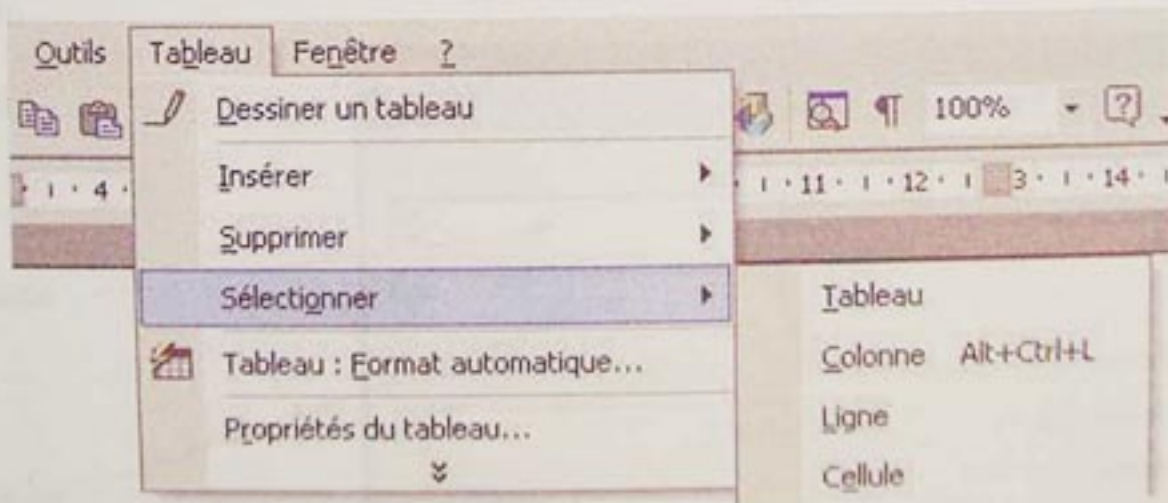 Outils Tableau Fenêtre ?
Dessiner un tableau
100%
Insérer
4 11 12 3 14
Supprimer
Sélectionner
Tableau
Tableau : Format automatique...
Colonne Alt+Ctrl+L
Propriétés du tableau...
Ligne
Cellule